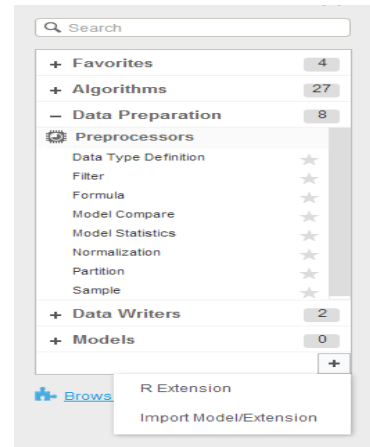 Search
+ Favorites 4
+ Algorithms 27
– Data Preparation 8
Preprocessors
Data Type Definition
Filter
Formula
Model Compare
Model Statistics
Normalization
Partition
Sample
+ Data Writers 2
+ Models 0
+
Brows
R Extension
Import Model/Extension